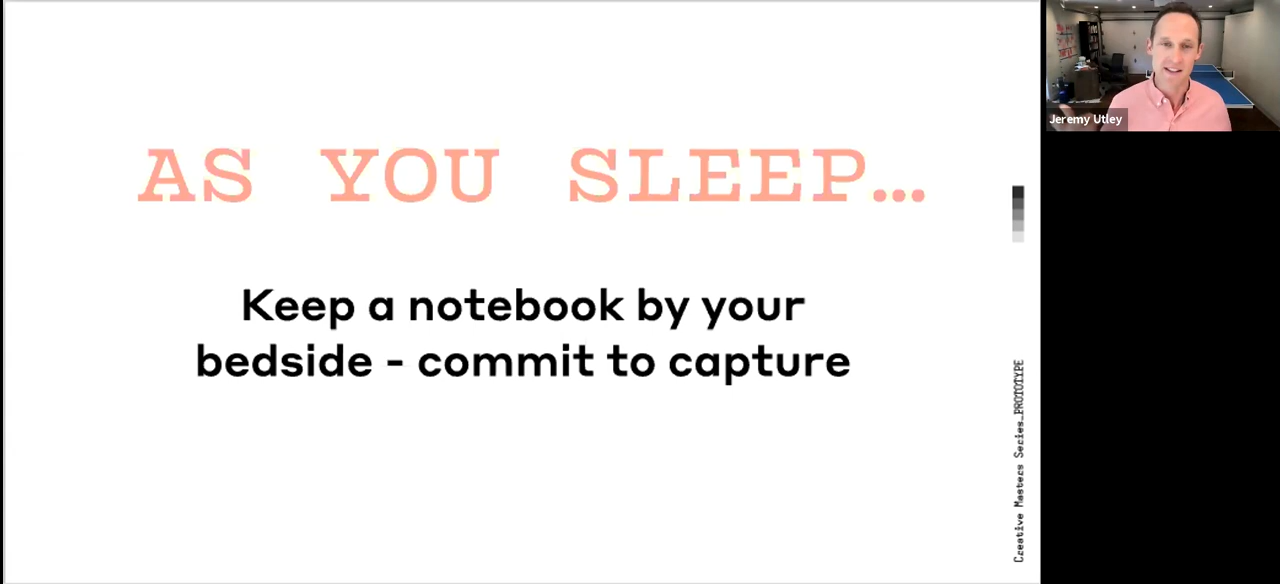 AS YOU SLEEP...
Keep a notebook by your
bedside - commit to capture
Jeremy Utley
Creative Masters Series_PROTOTYPE